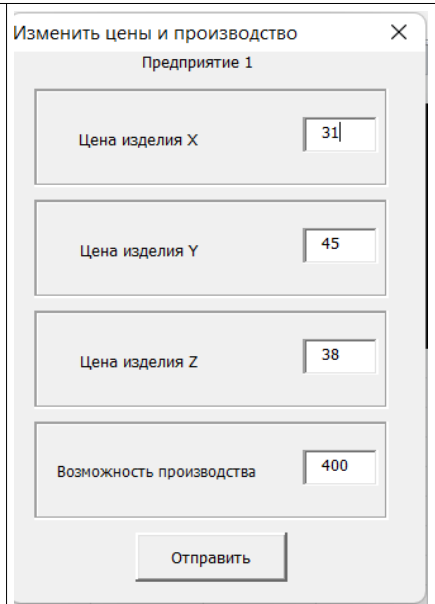 Изменить цены и производство
Предприятие 1
Цена изделия X 31
Цена изделия Y 45
Цена изделия Z 38
Возможность производства 400
Отправить